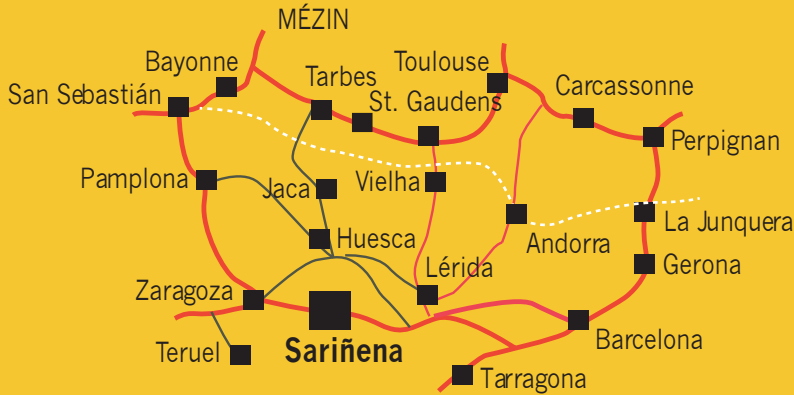 MÉZIN
Bayonne
Toulouse
San Sebastián
Tarbes
Carcassonne
St. Gaudens
Perpignan
Pamplona
Jaca
Vielha
La Junquera
Huesca
Andorra
Gerona
Lérida
Zaragoza
Barcelona
Teruel
Sariñena
Tarragona